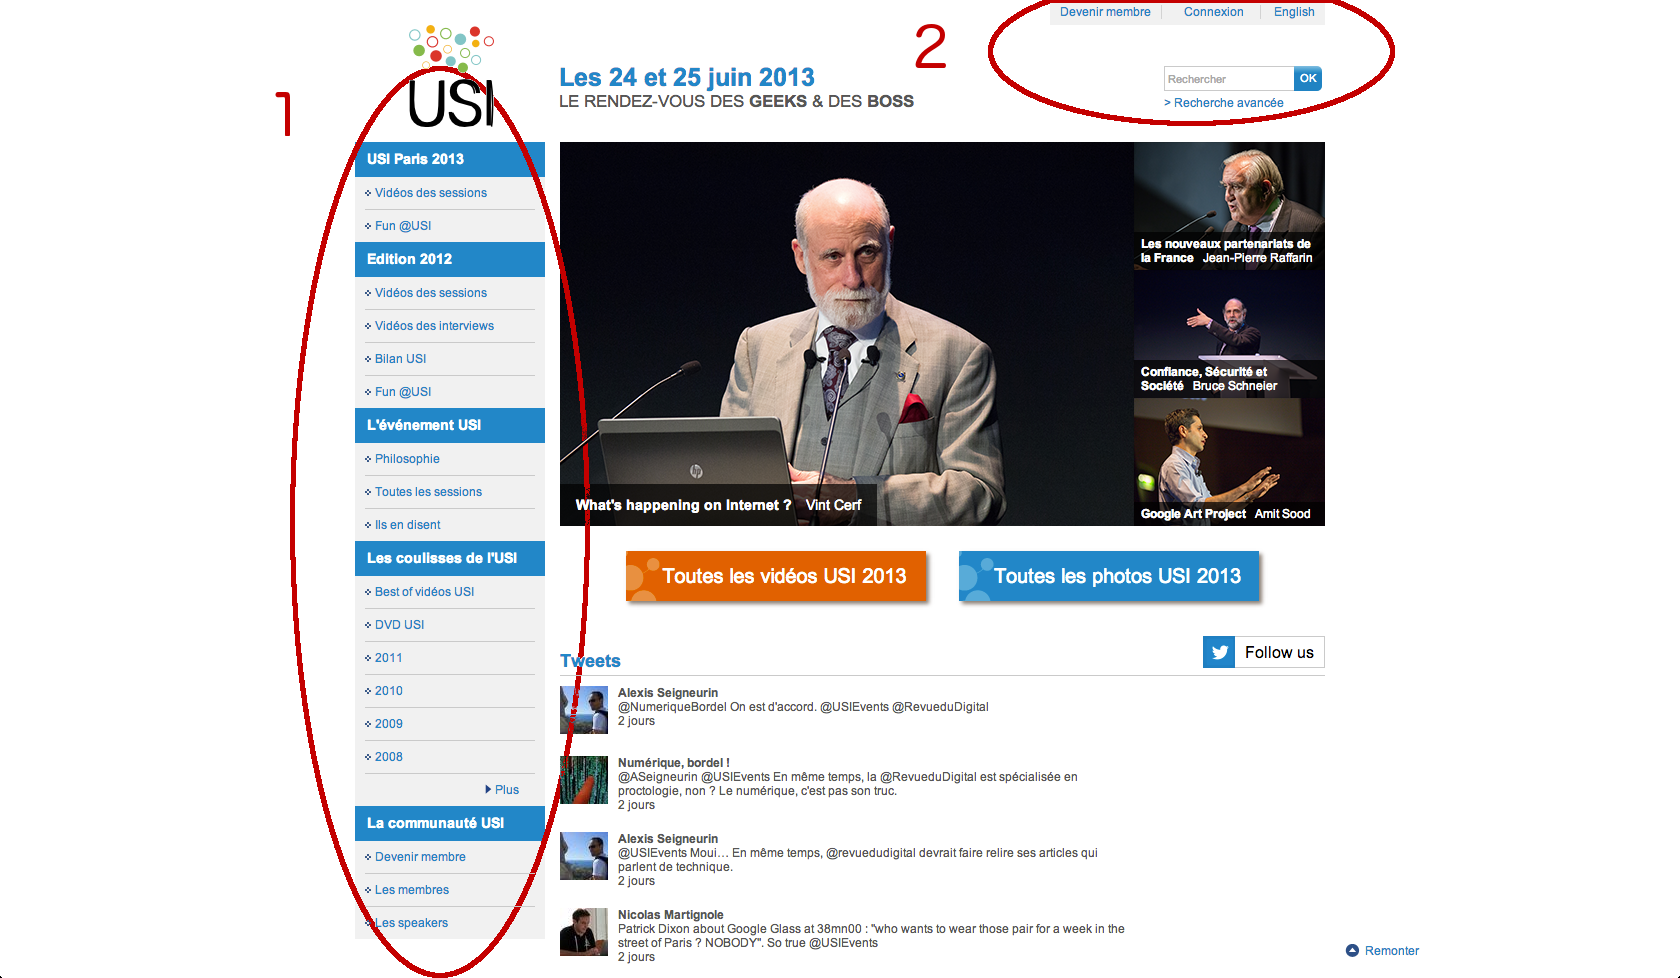 Devenir membre
Connexion
English
2
1
USI
Les 24 et 25 juin 2013
LE RENDEZ-VOUS DES GEEKS & DES BOSS
Rechercher
OK
> Recherche avancée
USI Paris 2013
Vidéos des sessions
Fun @USI
Edition 2012
Vidéos des sessions
Vidéos des interviews
Bilan USI
Fun @USI
L'événement USI
Philosophie
Toutes les sessions
Ils en disent
Les coulisses de l'USI
Best of vidéos USI
DVD USI
2011
2010
2009
2008
Plus
La communauté USI
Devenir membre
Les membres
Les speakers
hp
What's happening on Internet ? Vint Cerf
Les nouveaux partenariats de
la France Jean-Pierre Raffarin
Confiance, Sécurité et
Société Bruce Schneier
Google Art Project Amit Sood
Toutes les vidéos USI 2013
Toutes les photos USI 2013
Tweets
Follow us
Alexis Seigneurin
@NumeriqueBordel On est d'accord. @USIEvents @RevueduDigital
2 jours
Numérique, bordel !
@ASeigneurin @USIEvents En même temps, la @RevueduDigital est spécialisée en
proctologie, non ? Le numérique, c'est pas son truc.
2 jours
Alexis Seigneurin
@USIEvents Moui… En même temps, @revuedudigital devrait faire relire ses articles qui
parlent de technique.
2 jours
Nicolas Martignole
Patrick Dixon about Google Glass at 38mn00 : "who wants to wear those pair for a week in the
street of Paris ? NOBODY". So true @USIEvents
2 jours
Remonter